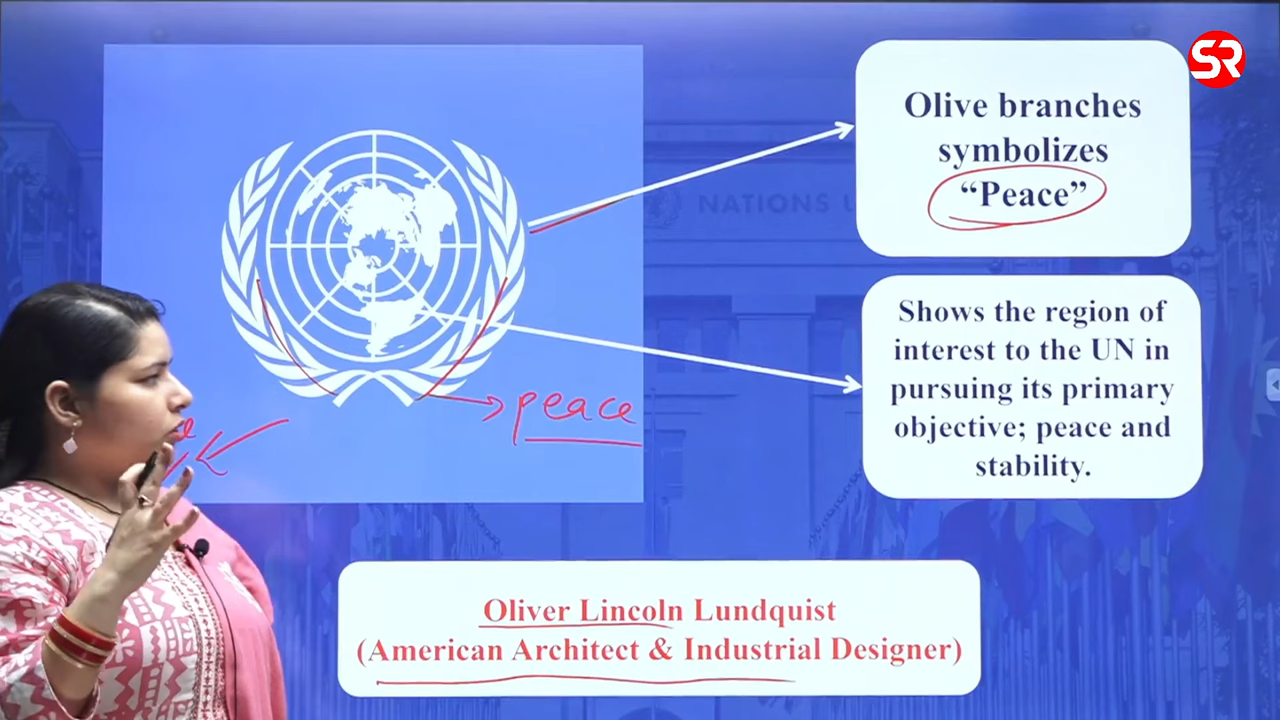 SR
Olive branches
symbolizes
“Peace”
NATIONS U
Shows the region of
interest to the UN in
pursuing its primary
objective; peace and
stability.
peace
Oliver Lincoln Lundquist
(American Architect & Industrial Designer)